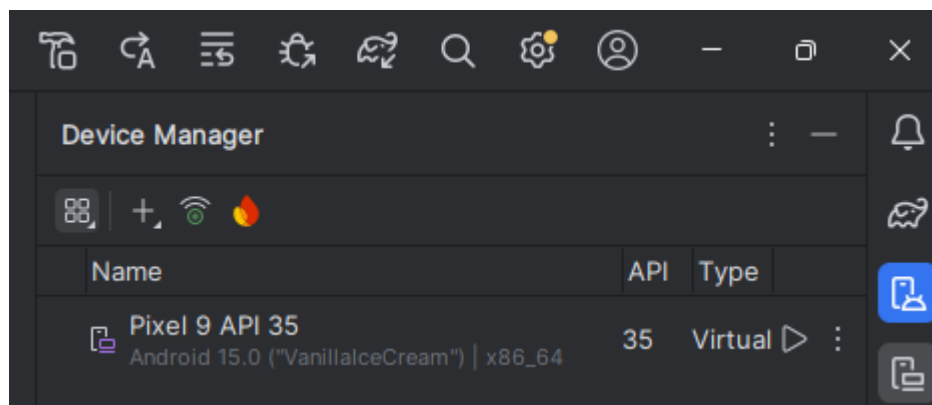 Device Manager
Name API Type
Pixel 9 API 35 35 Virtual
Android 15.0 ("VanillaIceCream") | x86_64